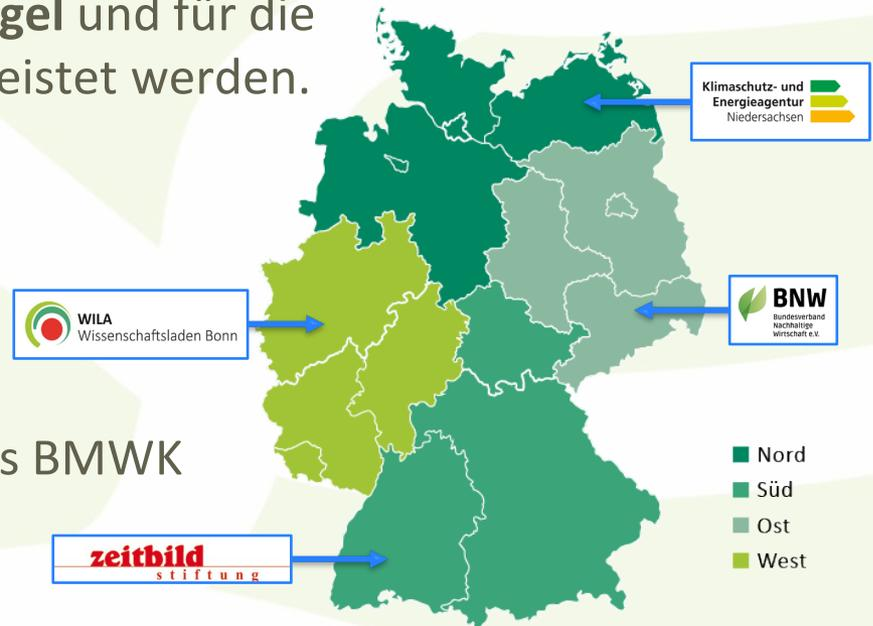 gel und für die
eistet werden.
Klimaschutz- und
Energieagentur
Niedersachsen
WILA
Wissenschaftsladen Bonn
BNW
Bundesverband
Nachhaltige
Wirtschaft e.V.
s BMWK
zeitbild
stiftung
Nord
Süd
Ost
West